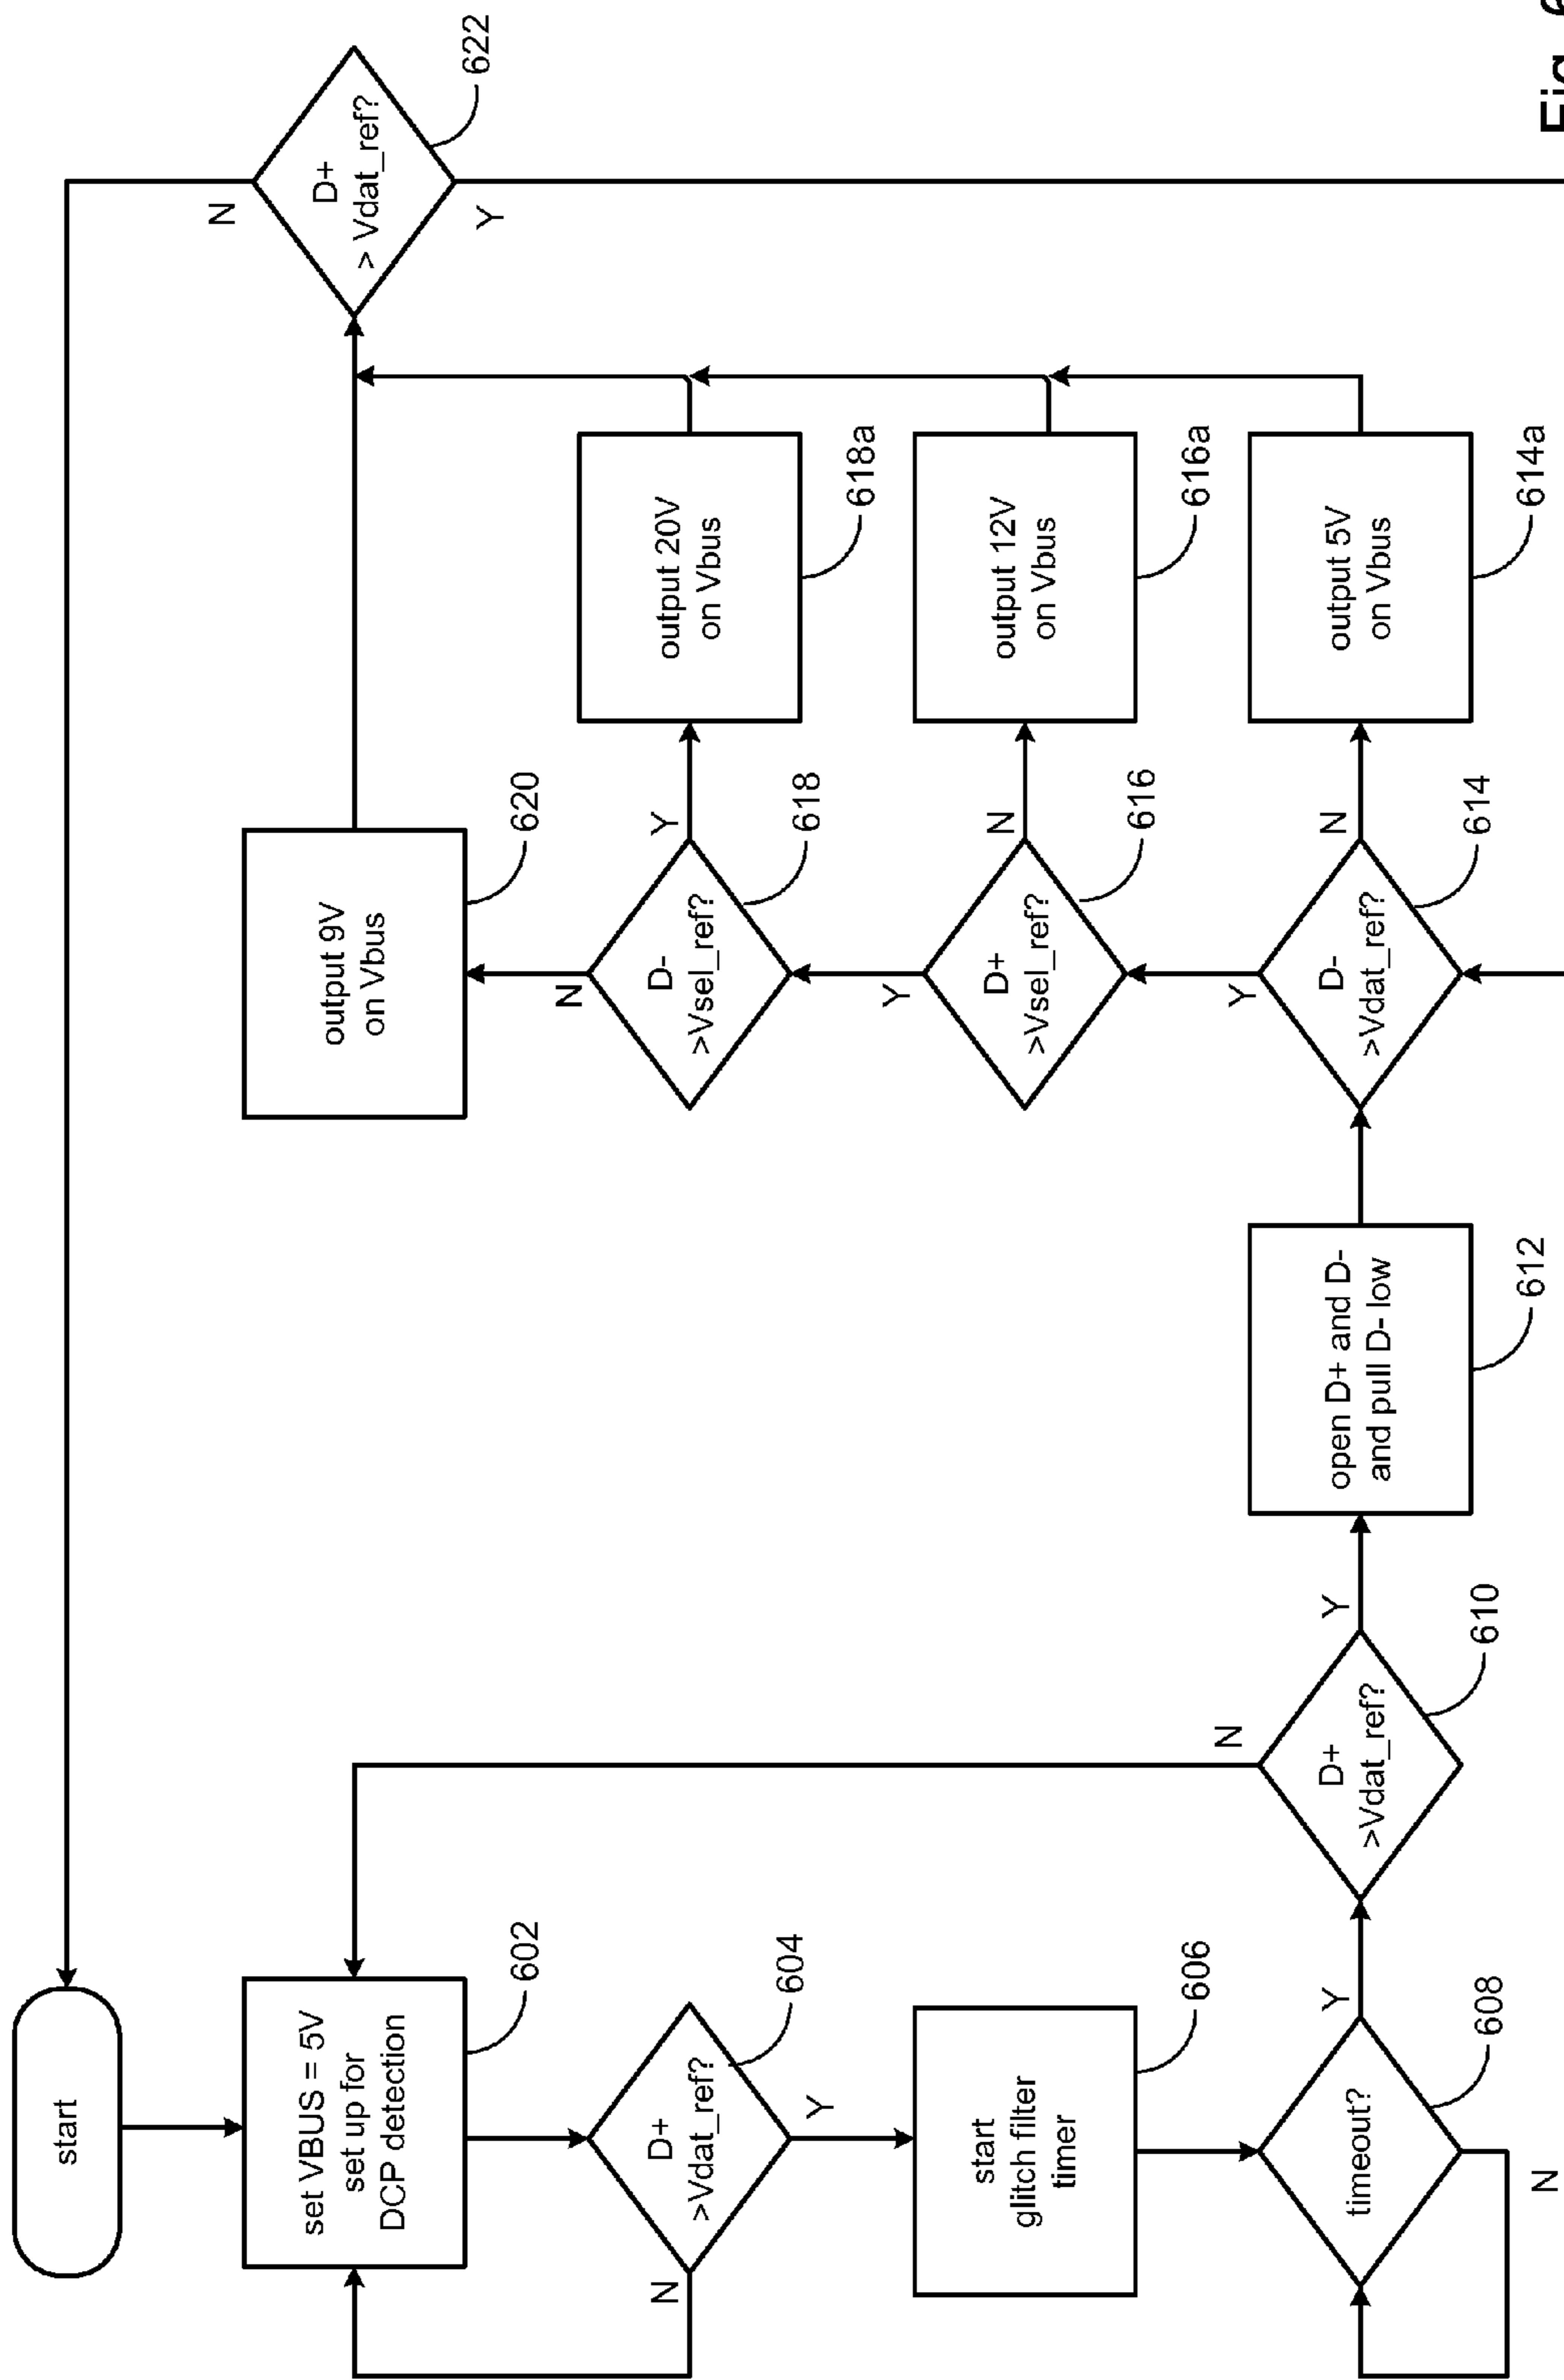 start
set VBUS = 5V
set up for
DCP detection
602
D+
>Vdat_ref?
604
N
Y
start
glitch filter
timer
606
timeout?
608
N
Y
D+
>Vdat_ref?
610
N
Y
open D+ and D-
and pull D- low
612
D-
>Vdat_ref?
614
N
Y
output 5V
on Vbus
614a
D+
>Vsel_ref?
616
N
Y
output 12V
on Vbus
616a
D-
>Vsel_ref?
618
Y
N
output 20V
on Vbus
618a
output 9V
on Vbus
620
D+
> Vdat_ref?
622
N
Y
Fig. 6